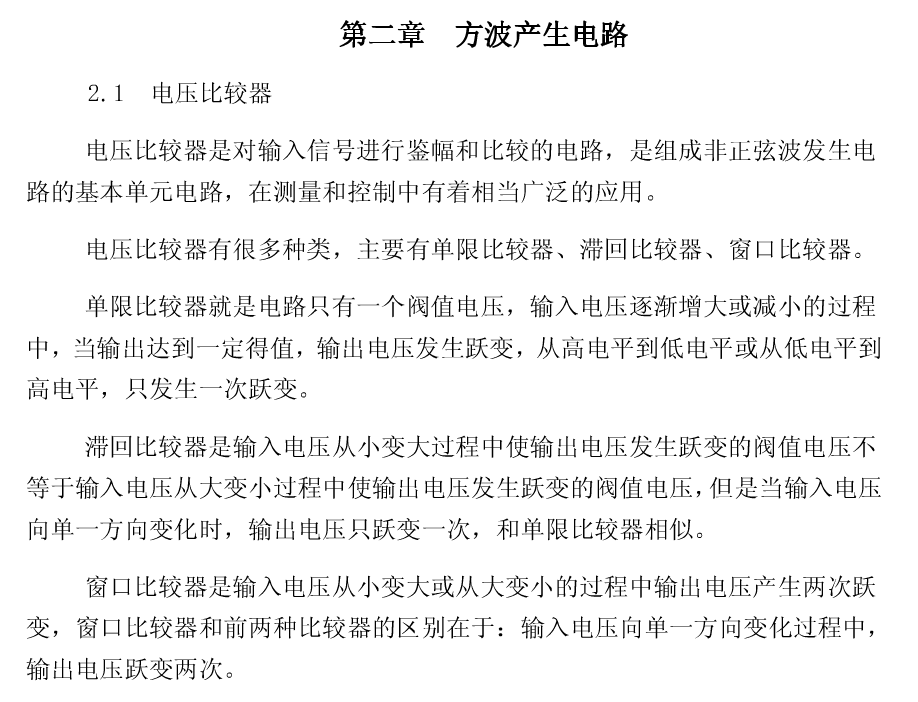 第二章　方波产生电路
2.1　电压比较器
电压比较器是对输入信号进行鉴幅和比较的电路，是组成非正弦波发生电
路的基本单元电路，在测量和控制中有着相当广泛的应用。
电压比较器有很多种类，主要有单限比较器、滞回比较器、窗口比较器。
单限比较器就是电路只有一个阀值电压，输入电压逐渐增大或减小的过程
中，当输出达到一定得值，输出电压发生跃变，从高电平到低电平或从低电平到
高电平，只发生一次跃变。
滞回比较器是输入电压从小变大过程中使输出电压发生跃变的阀值电压不
等于输入电压从大变小过程中使输出电压发生跃变的阀值电压，但是当输入电压
向单一方向变化时，输出电压只跃变一次，和单限比较器相似。
窗口比较器是输入电压从小变大或从大变小的过程中输出电压产生两次跃
变，窗口比较器和前两种比较器的区别在于：输入电压向单一方向变化过程中，
输出电压跃变两次。